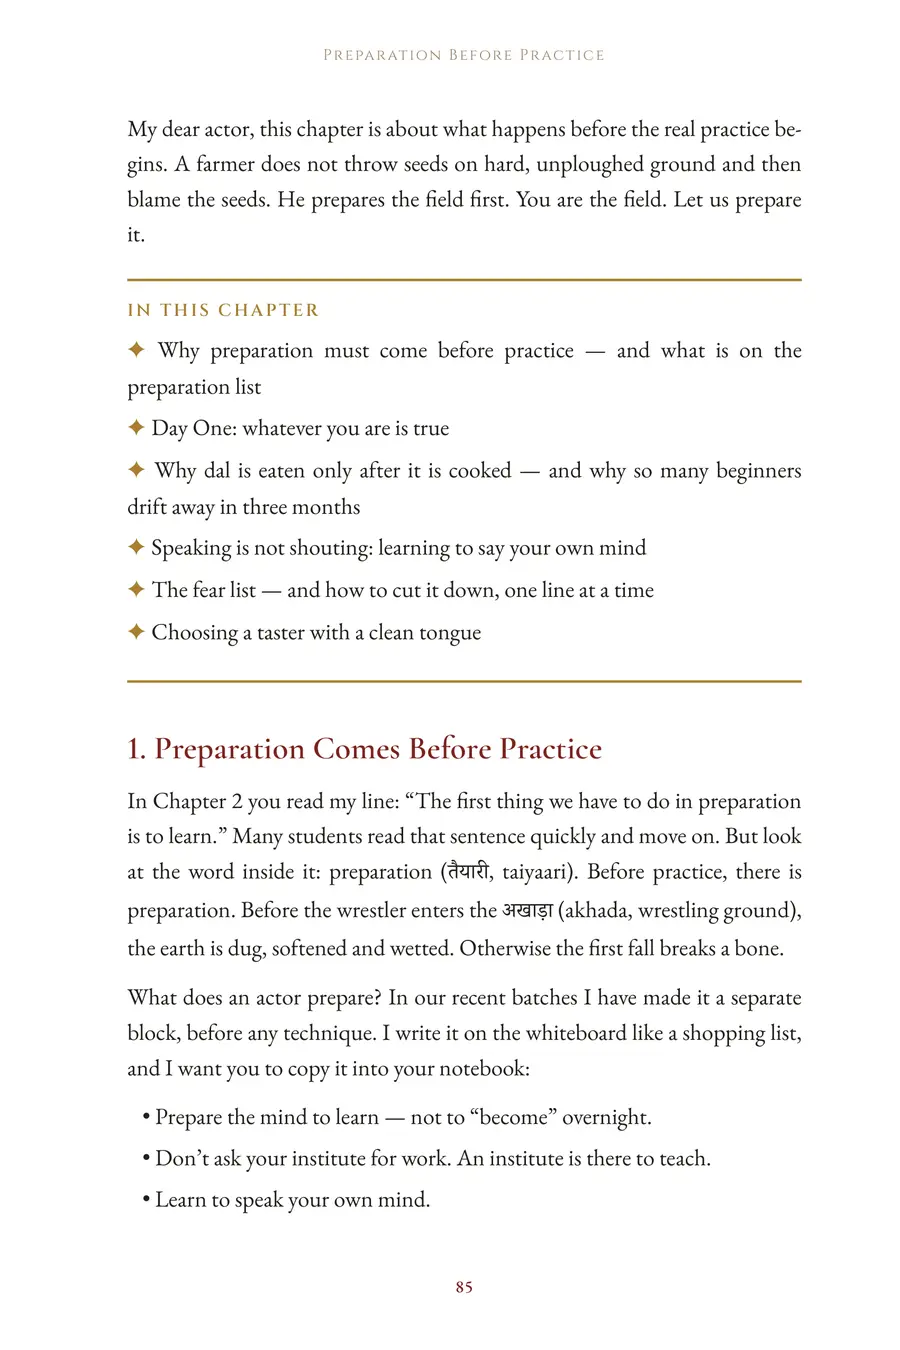 PREPARATION BEFORE PRACTICE
My dear actor, this chapter is about what happens before the real practice be-
gins. A farmer does not throw seeds on hard, unploughed ground and then
blame the seeds. He prepares the field first. You are the field. Let us prepare
it.
IN THIS CHAPTER
✦ Why preparation must come before practice — and what is on the
preparation list
✦ Day One: whatever you are is true
✦ Why dal is eaten only after it is cooked — and why so many beginners
drift away in three months
✦ Speaking is not shouting: learning to say your own mind
✦ The fear list — and how to cut it down, one line at a time
✦ Choosing a taster with a clean tongue
1. Preparation Comes Before Practice
In Chapter 2 you read my line: “The first thing we have to do in preparation
is to learn.” Many students read that sentence quickly and move on. But look
at the word inside it: preparation (तैयारी, taiyaari). Before practice, there is
preparation. Before the wrestler enters the अखाड़ा (akhada, wrestling ground),
the earth is dug, softened and wetted. Otherwise the first fall breaks a bone.
What does an actor prepare? In our recent batches I have made it a separate
block, before any technique. I write it on the whiteboard like a shopping list,
and I want you to copy it into your notebook:
• Prepare the mind to learn — not to “become” overnight.
• Don’t ask your institute for work. An institute is there to teach.
• Learn to speak your own mind.
85